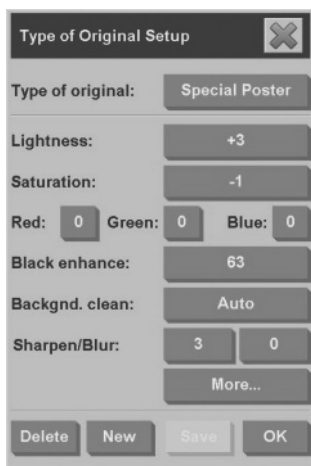 Type of Original Setup
Type of original: Special Poster
Lightness: +3
Saturation: -1
Red: 0 Green: 0 Blue: 0
Black enhance: 63
Backgnd. clean: Auto
Sharpen/Blur: 3 0
More...
Delete New Save OK